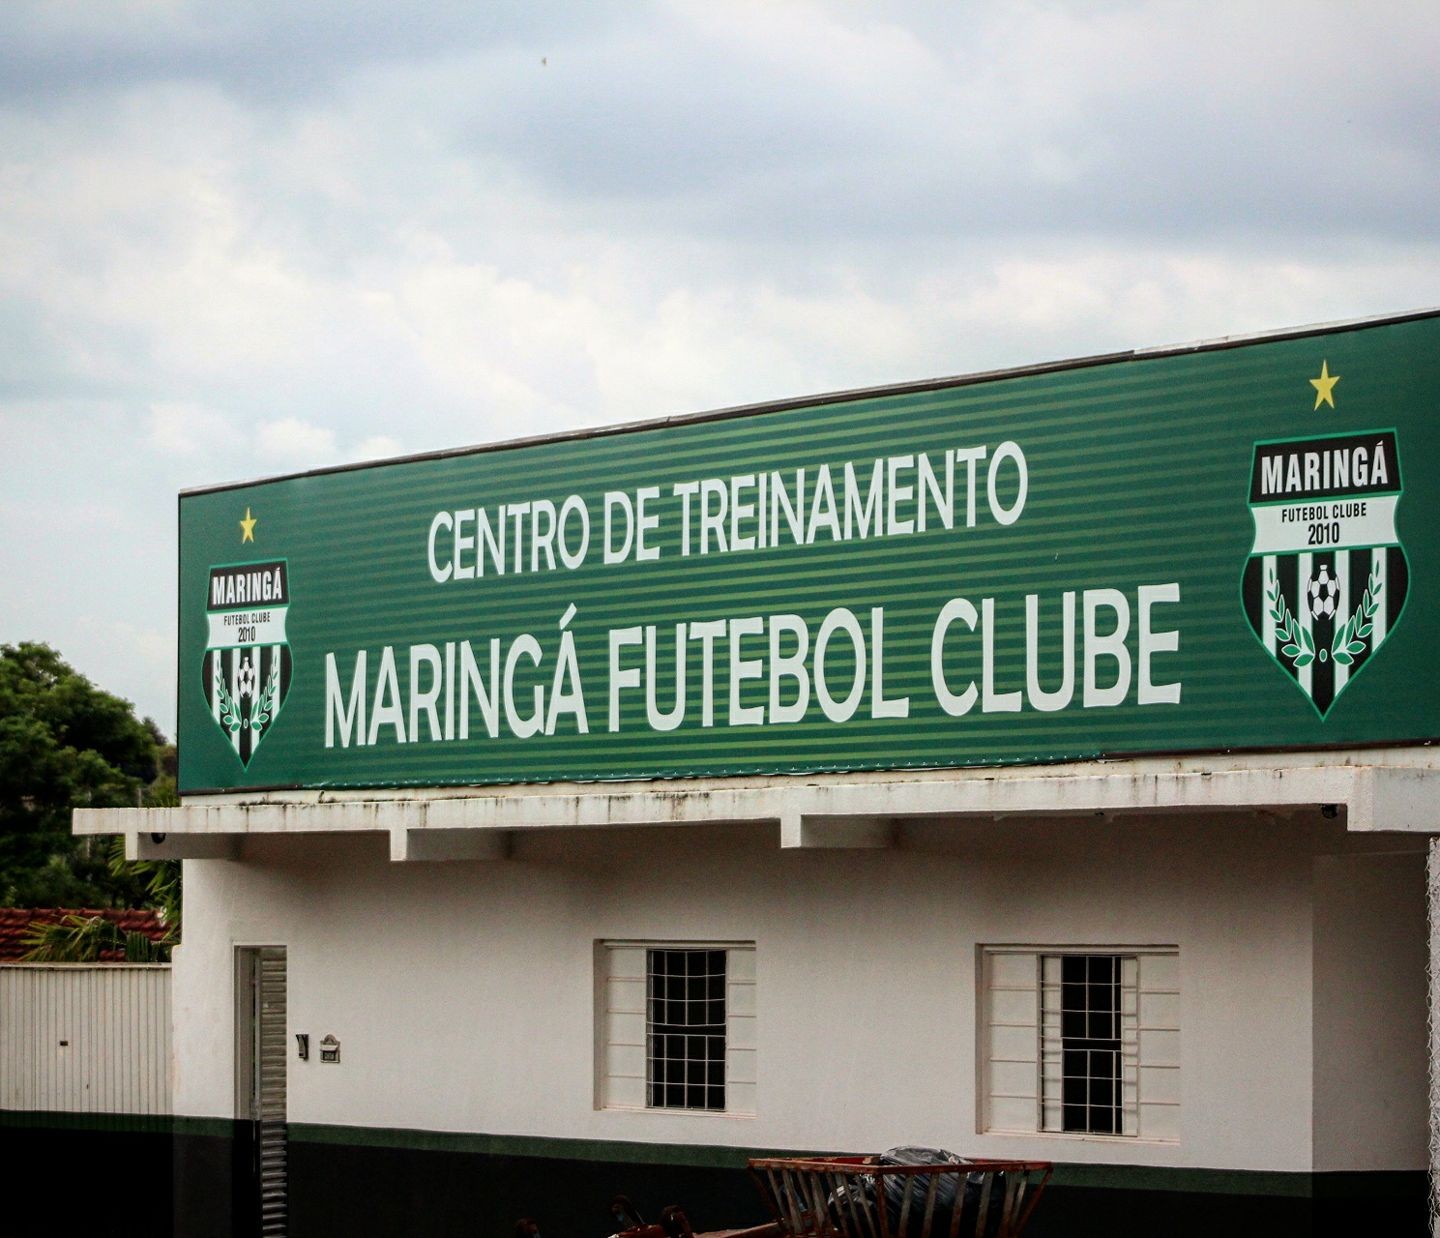 CENTRO DE TREINAMENTO
MARINGÁ FUTEBOL CLUBE
MARINGÁ
FUTEBOL CLUBE
2010
MARINGÁ
FUTEBOL CLUBE
2010